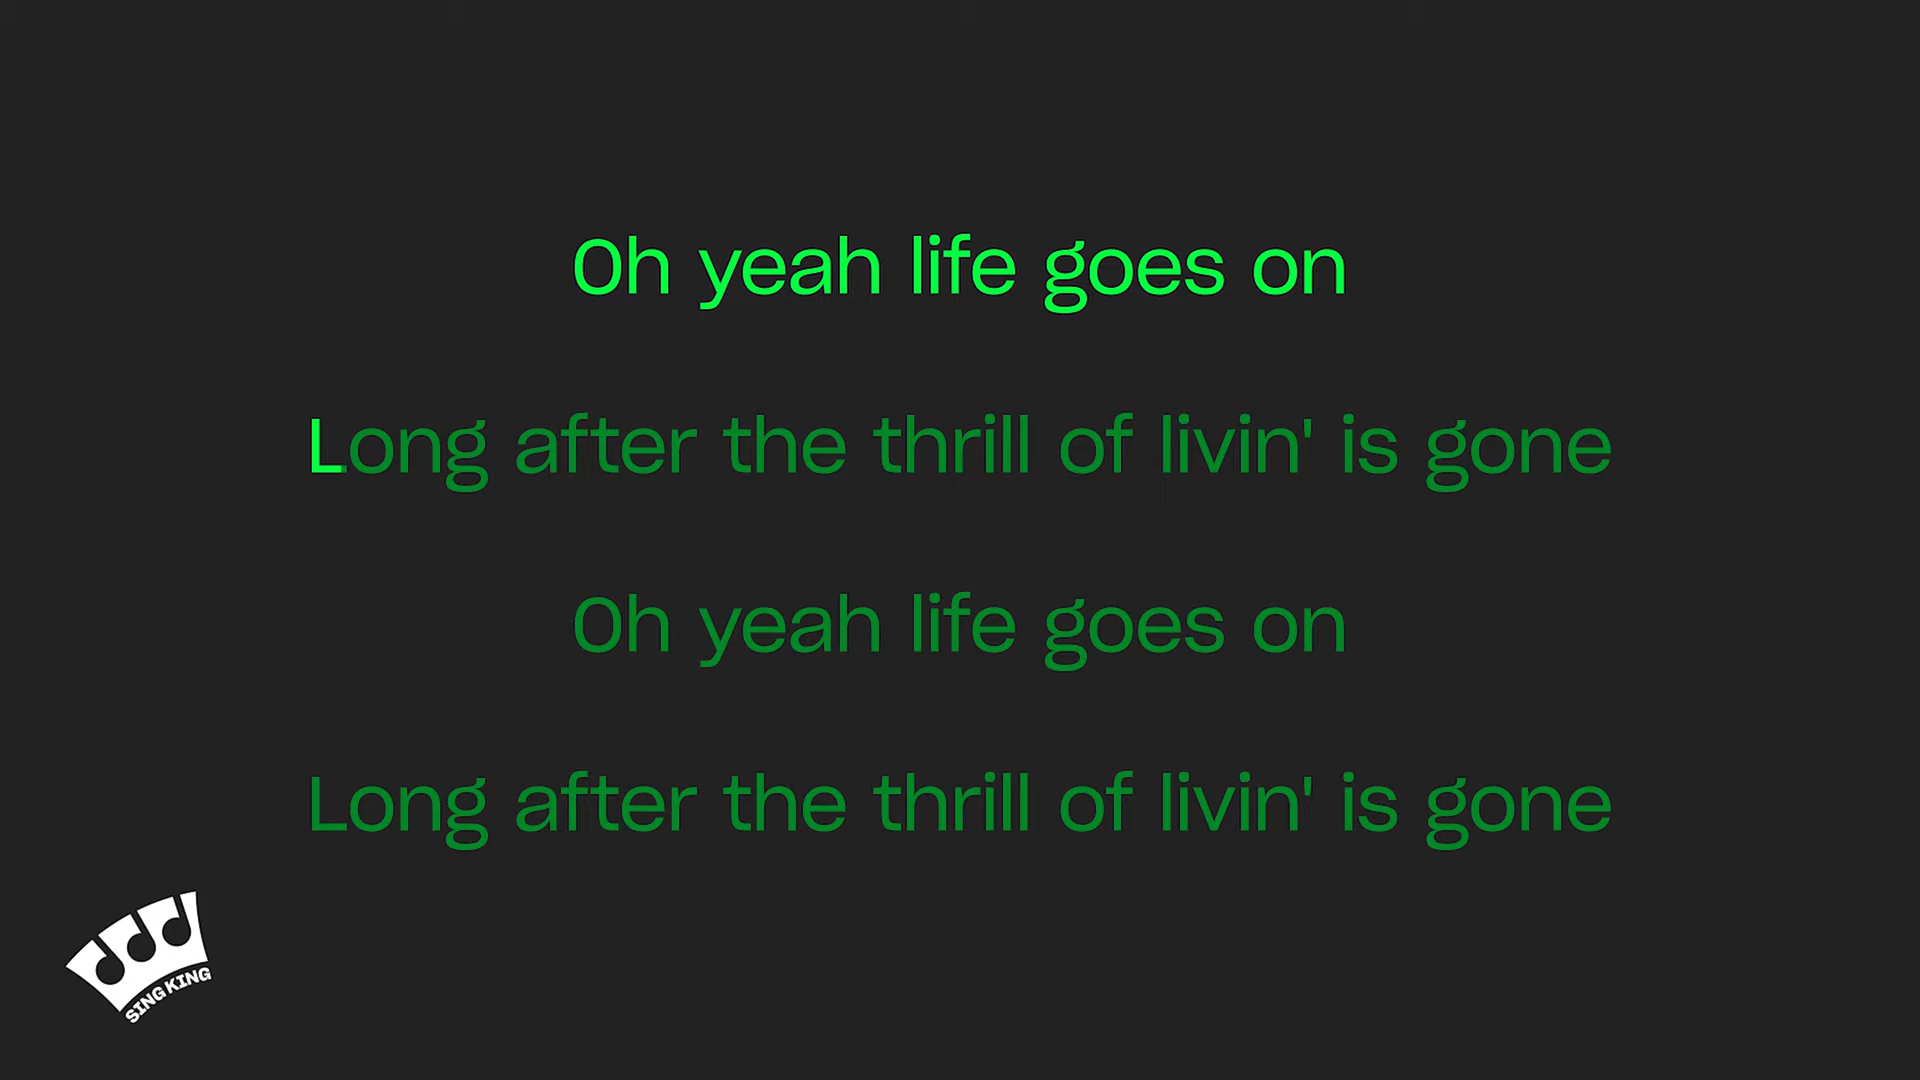 Oh yeah life goes on
Long after the thrill of livin' is gone
Oh yeah life goes on
Long after the thrill of livin' is gone
SING KING